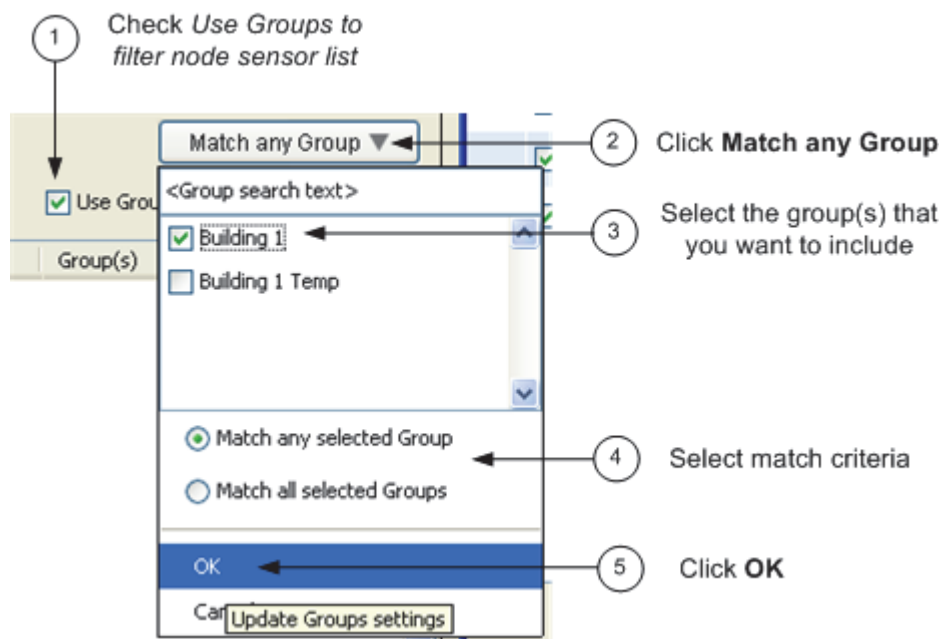 1
Check Use Groups to
filter node sensor list
Match any Group
2
Click Match any Group
Use Grou
<Group search text>
3
Select the group(s) that
you want to include
Building 1
Group(s)
Building 1 Temp
Match any selected Group
4
Select match criteria
Match all selected Groups
OK
5
Click OK
Update Groups settings